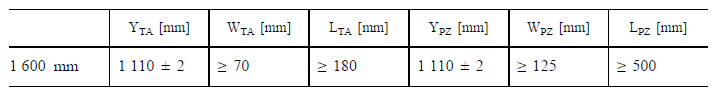 Y_TA [mm] W_TA [mm] L_TA [mm] Y_PZ [mm] W_PZ [mm] L_PZ [mm]
1 600 mm 1 110 ± 2 ≥ 70 ≥ 180 1 110 ± 2 ≥ 125 ≥ 500